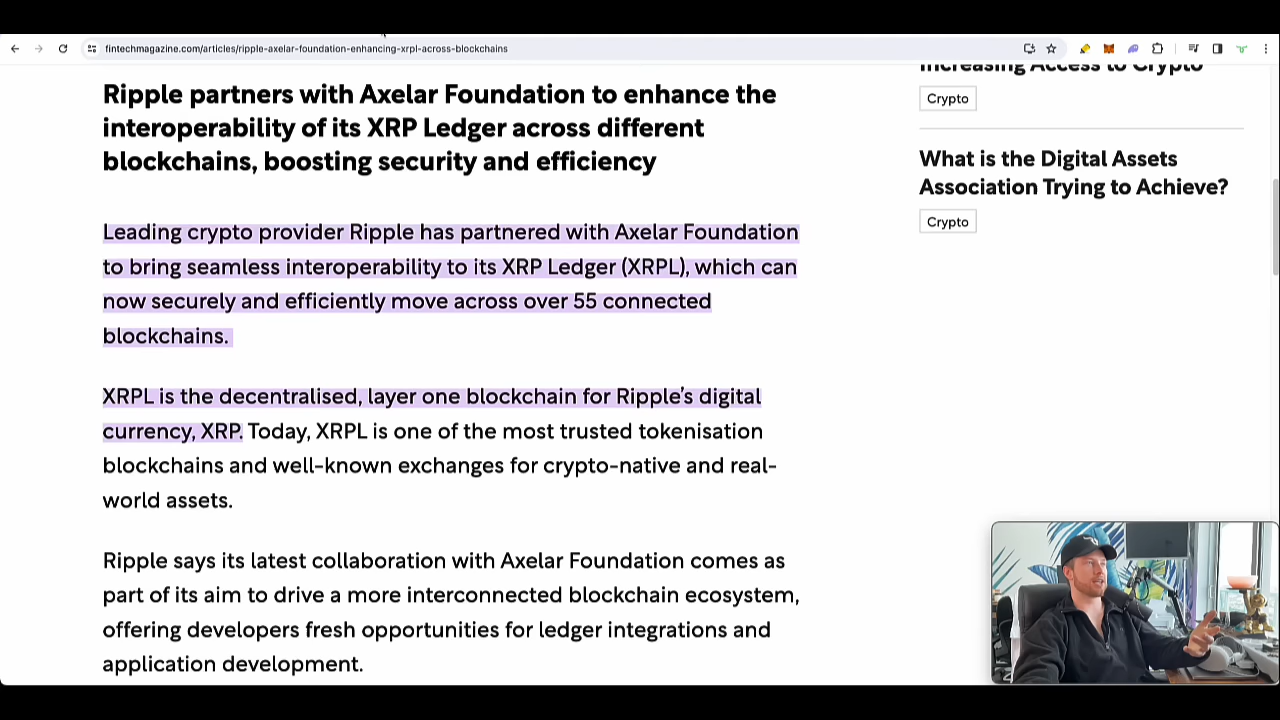 fintechmagazine.com/articles/ripple-axelar-foundation-enhancing-xrpl-across-blockchains
Ripple partners with Axelar Foundation to enhance the
interoperability of its XRP Ledger across different
blockchains, boosting security and efficiency
Leading crypto provider Ripple has partnered with Axelar Foundation
to bring seamless interoperability to its XRP Ledger (XRPL), which can
now securely and efficiently move across over 55 connected
blockchains.
XRPL is the decentralised, layer one blockchain for Ripple's digital
currency, XRP. Today, XRPL is one of the most trusted tokenisation
blockchains and well-known exchanges for crypto-native and real-
world assets.
Ripple says its latest collaboration with Axelar Foundation comes as
part of its aim to drive a more interconnected blockchain ecosystem,
offering developers fresh opportunities for ledger integrations and
application development.
Increasing Access to Crypto
Crypto
What is the Digital Assets
Association Trying to Achieve?
Crypto